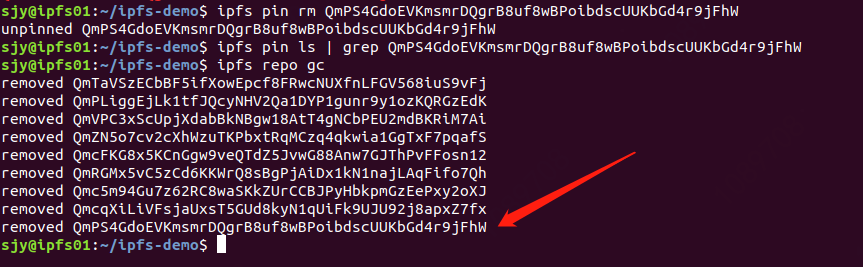 sjy@ipfs01:~/ipfs-demo$ ipfs pin rm QmPS4GdoEVKmsmrDQgrB8uf8wBPoibdscUUKbGd4r9jFhW
unpinned QmPS4GdoEVKmsmrDQgrB8uf8wBPoibdscUUKbGd4r9jFhW
sjy@ipfs01:~/ipfs-demo$ ipfs pin ls | grep QmPS4GdoEVKmsmrDQgrB8uf8wBPoibdscUUKbGd4r9jFhW
sjy@ipfs01:~/ipfs-demo$ ipfs repo gc
removed QmTaVSzECbBF5ifXowEpcf8FRwcNUXfnLFGV568iuS9vFj
removed QmPLiggEjLk1tfJQcyNHV2Qa1DYP1gunr9y1ozKQRGzEdK
removed QmVPC3xScUpjXdabBkNBgw18AtT4gNCbPEU2mdBKRiM7Ai
removed QmZN5o7cv2cXhWzuTKPbxtRqMCzq4qkwia1GgTxF7pqafS
removed QmcFKG8x5KCnGgw9veQTdZ5JvwG88Anw7GJThPvFFosn12
removed QmRGMx5vC5zCd6KKWrQ8sBgPjAiDx1kN1najLAqFifo7Qh
removed Qmc5m94Gu7z62RC8waSKkZUrCCBJPyHbkpmGzEePxy2oXJ
removed QmcqXiLiVFsjaUxsT5GUd8kyN1qUiFk9UJU92j8apxZ7fx
removed QmPS4GdoEVKmsmrDQgrB8uf8wBPoibdscUUKbGd4r9jFhW
sjy@ipfs01:~/ipfs-demo$